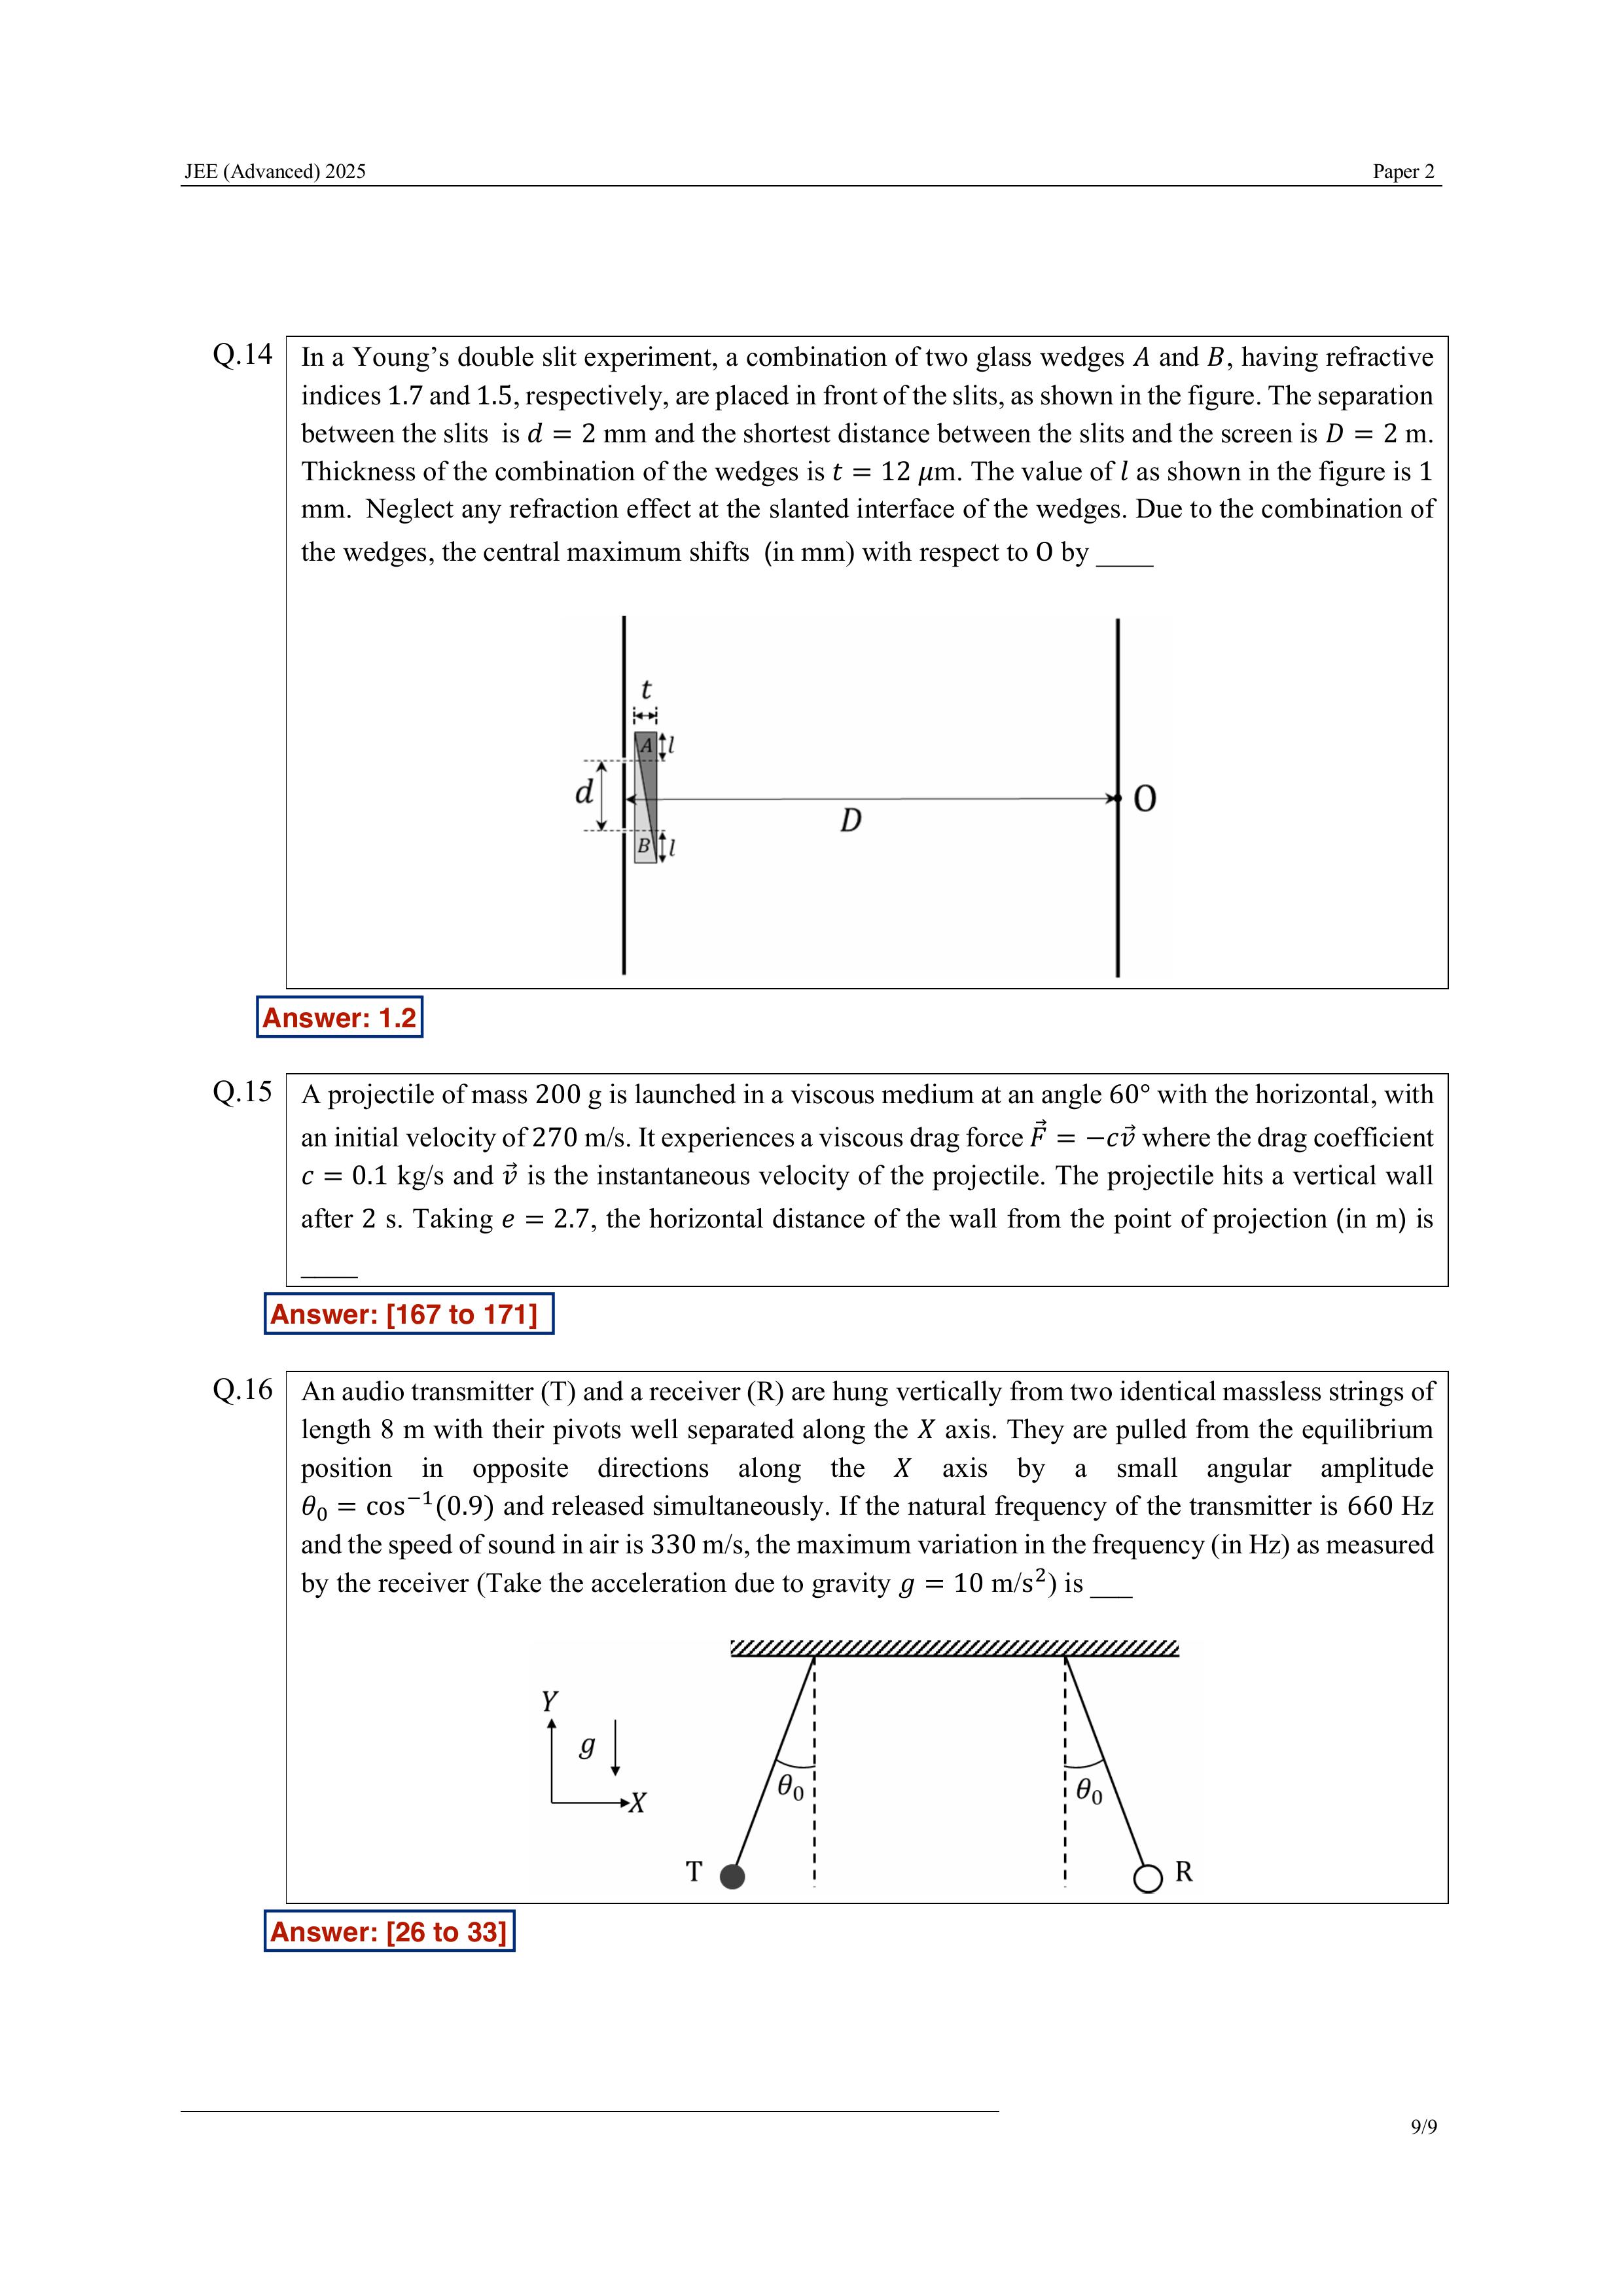 JEE (Advanced) 2025 Paper 2
Q.14 In a Young’s double slit experiment, a combination of two glass wedges A and B, having refractive
indices 1.7 and 1.5, respectively, are placed in front of the slits, as shown in the figure. The separation
between the slits is d = 2 mm and the shortest distance between the slits and the screen is D = 2 m.
Thickness of the combination of the wedges is t = 12 μm. The value of l as shown in the figure is 1
mm. Neglect any refraction effect at the slanted interface of the wedges. Due to the combination of
the wedges, the central maximum shifts (in mm) with respect to O by ____
t
A l
d
D
O
B l
Answer: 1.2
Q.15 A projectile of mass 200 g is launched in a viscous medium at an angle 60° with the horizontal, with
an initial velocity of 270 m/s. It experiences a viscous drag force F⃗ = −cv⃗ where the drag coefficient
c = 0.1 kg/s and v⃗ is the instantaneous velocity of the projectile. The projectile hits a vertical wall
after 2 s. Taking e = 2.7, the horizontal distance of the wall from the point of projection (in m) is
____
Answer: [167 to 171]
Q.16 An audio transmitter (T) and a receiver (R) are hung vertically from two identical massless strings of
length 8 m with their pivots well separated along the X axis. They are pulled from the equilibrium
position in opposite directions along the X axis by a small angular amplitude
θ₀ = cos⁻¹(0.9) and released simultaneously. If the natural frequency of the transmitter is 660 Hz
and the speed of sound in air is 330 m/s, the maximum variation in the frequency (in Hz) as measured
by the receiver (Take the acceleration due to gravity g = 10 m/s²) is ___
Y
g
X
θ₀
θ₀
T
R
Answer: [26 to 33]
9/9